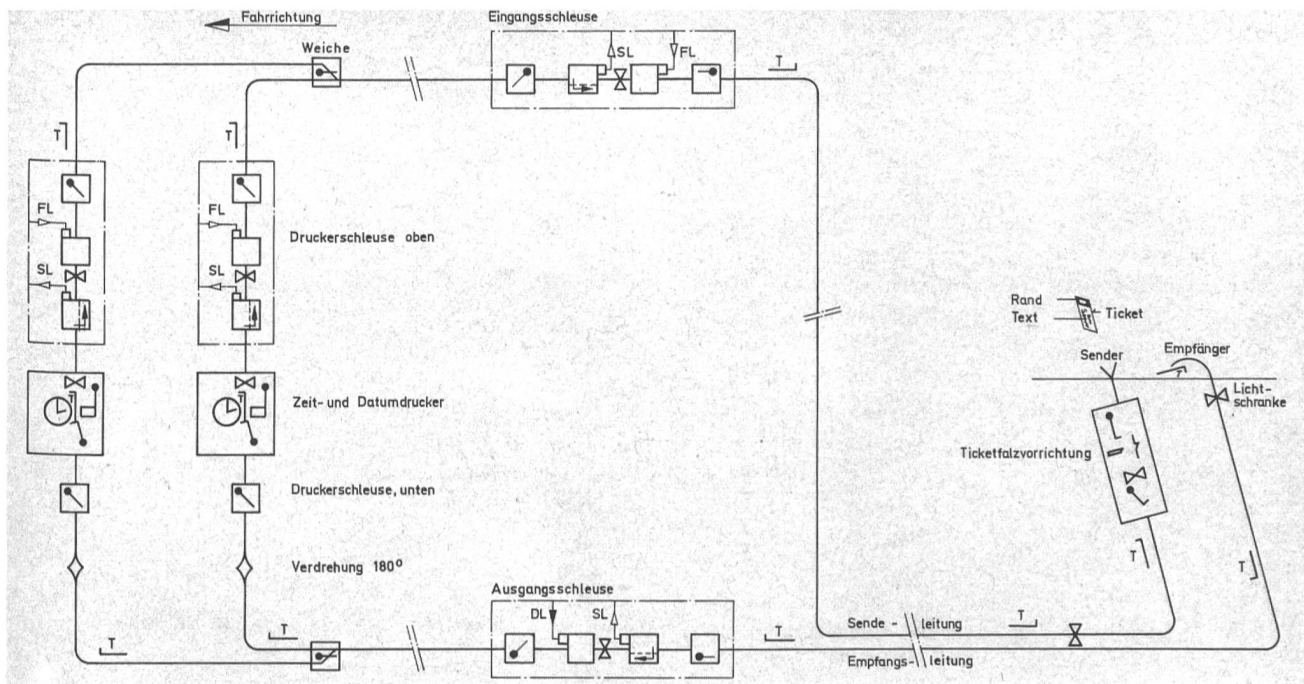 Fahrrichtung
Eingangsschleuse
Weiche
SL
FL
T
T
T
FL
FL
Druckerschleuse oben
SL
SL
Rand
Text
Ticket
Sender
Empfänger
T
Licht-
schranke
Zeit- und Datumdrucker
Ticketfalzvorrichtung
Druckerschleuse, unten
Verdrehung 180°
T
T
Ausgangsschleuse
DL
SL
T
T
T
T
Sende - leitung
Empfangs - leitung